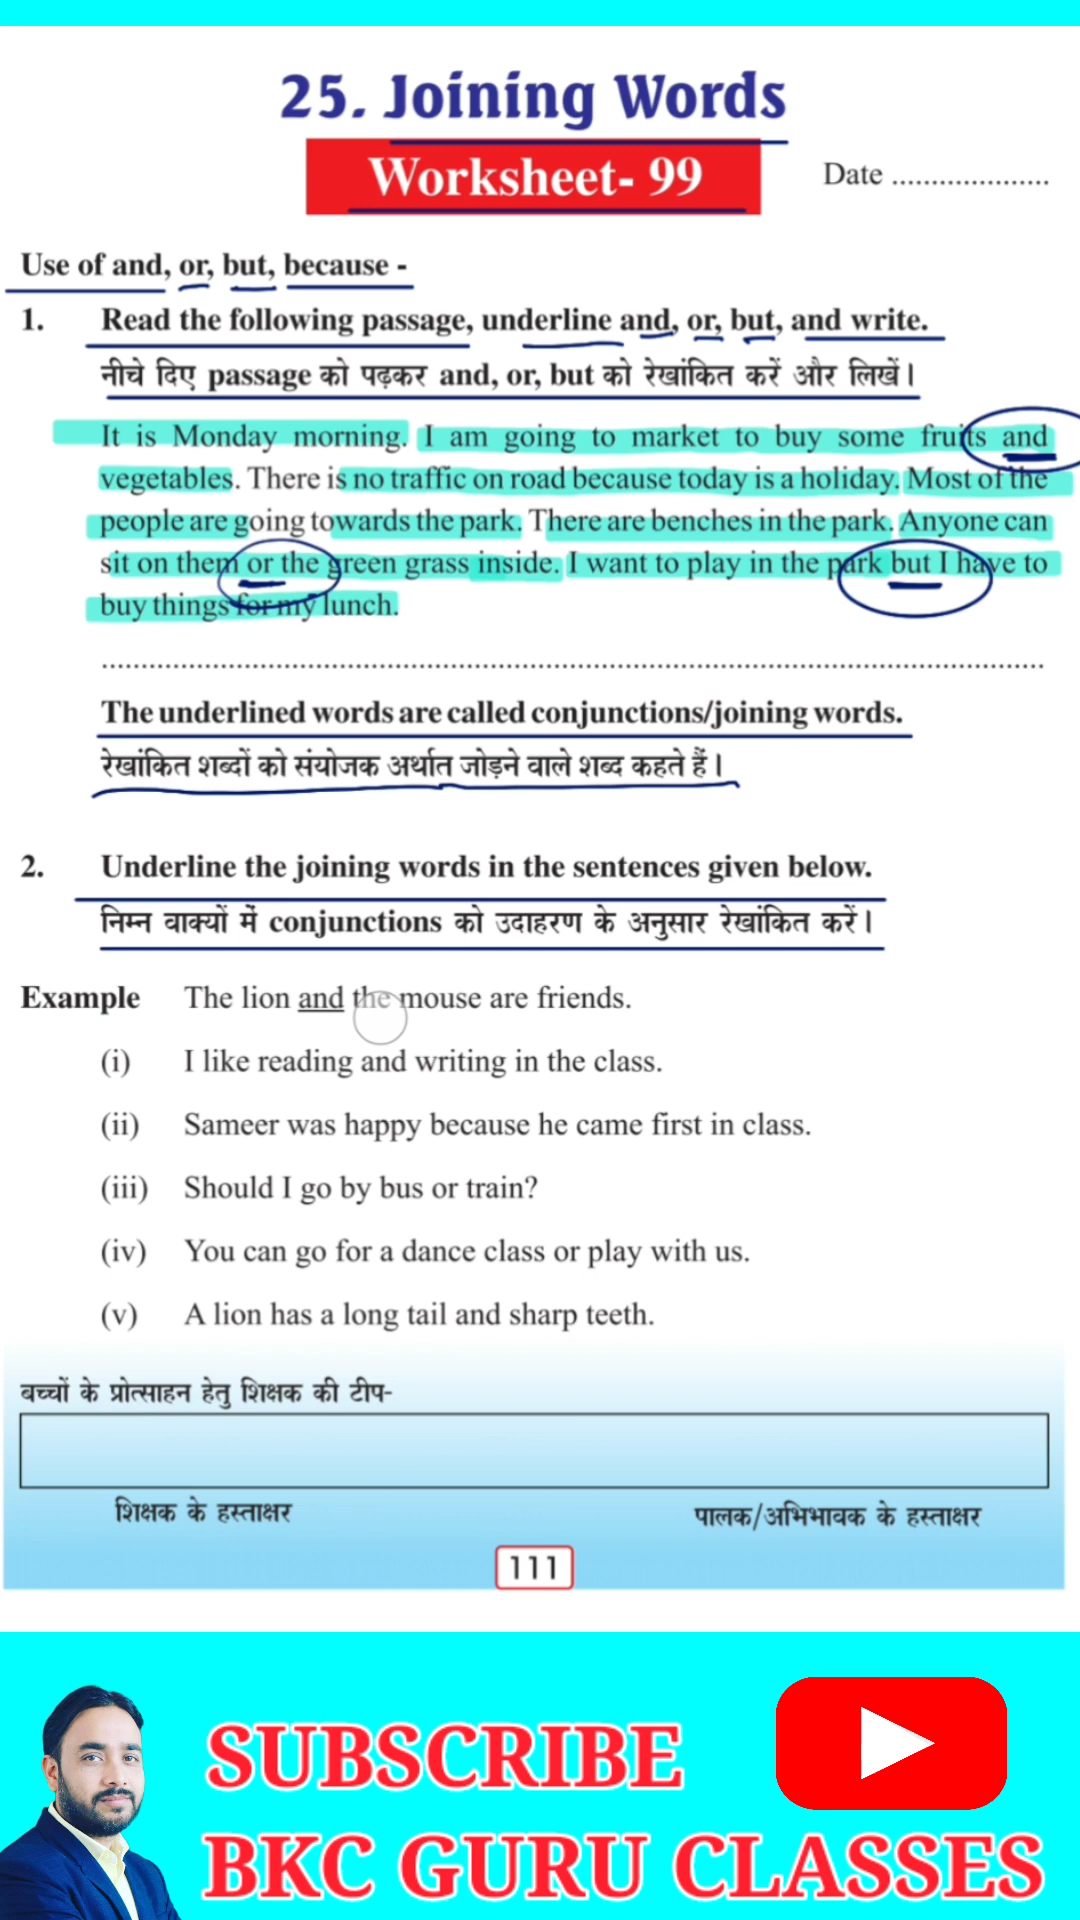 25. Joining Words
Worksheet- 99
Date ....................
Use of and, or, but, because -
1. Read the following passage, underline and, or, but, and write.
नीचे दिए passage को पढ़कर and, or, but को रेखांकित करें और लिखें।
It is Monday morning. I am going to market to buy some fruits and
vegetables. There is no traffic on road because today is a holiday. Most of the
people are going towards the park. There are benches in the park. Anyone can
sit on them or the green grass inside. I want to play in the park but I have to
buy things for my lunch.
........................................................................................................................
The underlined words are called conjunctions/joining words.
रेखांकित शब्दों को संयोजक अर्थात जोड़ने वाले शब्द कहते हैं।
2. Underline the joining words in the sentences given below.
निम्न वाक्यों में conjunctions को उदाहरण के अनुसार रेखांकित करें।
Example The lion and the mouse are friends.
(i) I like reading and writing in the class.
(ii) Sameer was happy because he came first in class.
(iii) Should I go by bus or train?
(iv) You can go for a dance class or play with us.
(v) A lion has a long tail and sharp teeth.
बच्चों के प्रोत्साहन हेतु शिक्षक की टीप-
शिक्षक के हस्ताक्षर पालक/अभिभावक के हस्ताक्षर
111
SUBSCRIBE
BKC GURU CLASSES